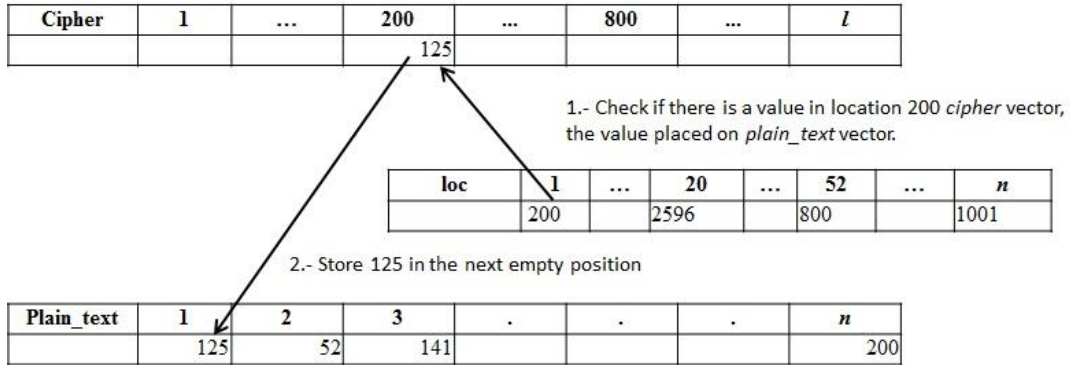 Cipher 1 ... 200 ... 800 ... l
125
1.- Check if there is a value in location 200 cipher vector,
the value placed on plain_text vector.
loc 1 ... 20 ... 52 ... n
200 2596 800 1001
2.- Store 125 in the next empty position
Plain_text 1 2 3 . . . n
125 52 141 200